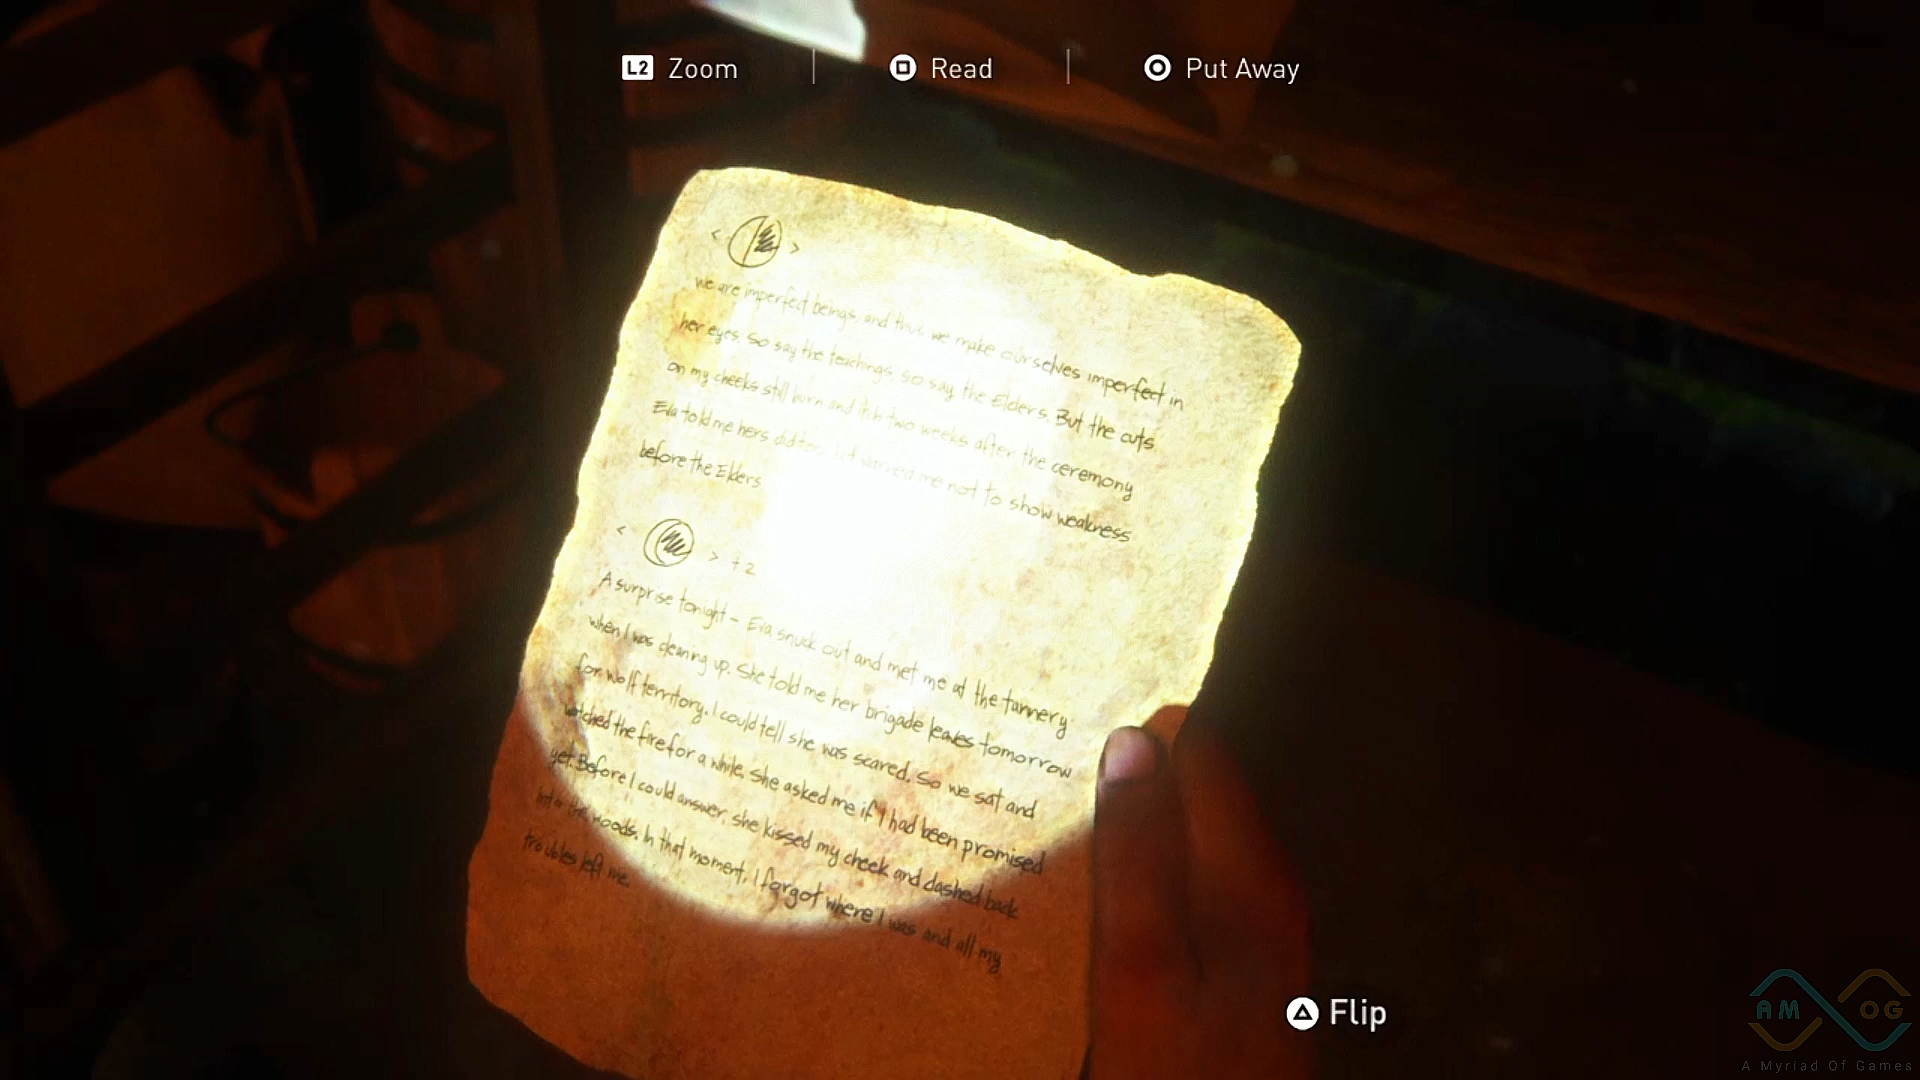 L2 Zoom | Read | Put Away
< >
we are imperfect beings, and thus we make ourselves imperfect in
her eyes. So say the teachings, so say the Elders. But the cuts
on my cheeks still burn and itch two weeks after the ceremony
Eva told me hers did too, but warned me not to show weakness
before the Elders
< > +2
A surprise tonight - Eva snuck out and met me at the tannery
when I was cleaning up. She told me her brigade leaves tomorrow
for wolf territory. I could tell she was scared. So we sat and
watched the fire for a while. She asked me if I had been promised
yet. Before I could answer, she kissed my cheek and dashed back
into the woods. In that moment, I forgot where I was and all my
troubles left me.
Flip
AM OG
A Myriad Of Games